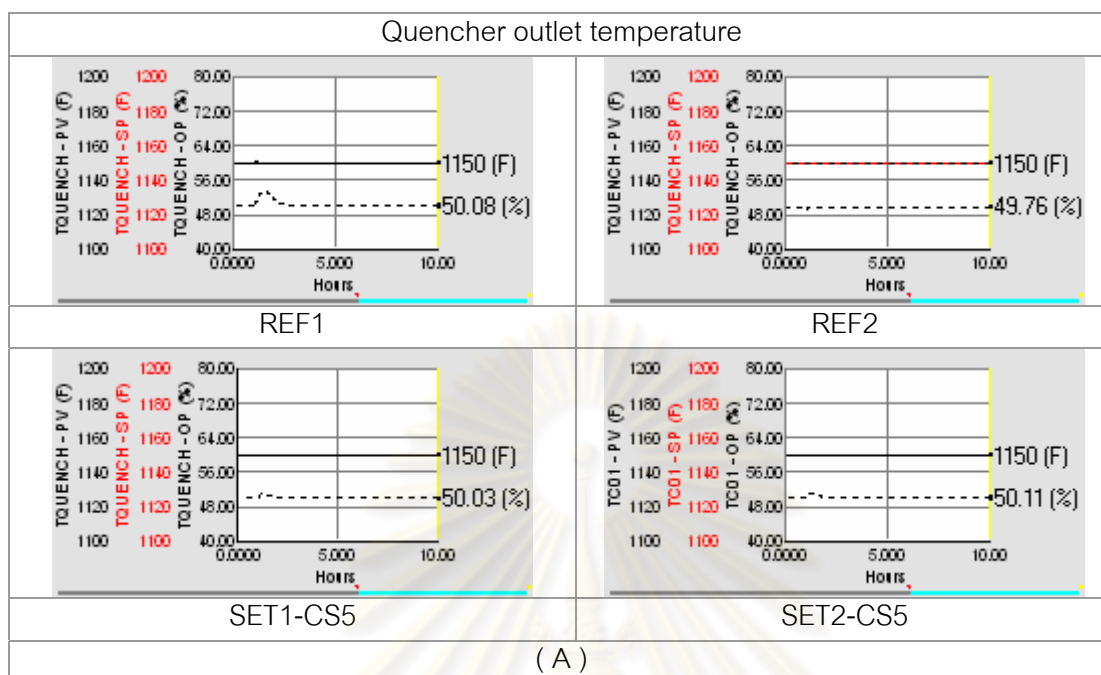 Quencher outlet temperature
TQUENCH - PV (F)
1200
1180
1160
1140
1120
1100
TQUENCH - SP (F)
1200
1180
1160
1140
1120
1100
TQUENCH - OP (%)
80.00
72.00
64.00
56.00
48.00
40.00
0.0000 5.000 10.00
Hours
1150 (F)
50.08 (%)
REF1
TQUENCH - PV (F)
1200
1180
1160
1140
1120
1100
TQUENCH - SP (F)
1200
1180
1160
1140
1120
1100
TQUENCH - OP (%)
80.00
72.00
64.00
56.00
48.00
40.00
0.0000 5.000 10.00
Hours
1150 (F)
49.76 (%)
REF2
TQUENCH - PV (F)
1200
1180
1160
1140
1120
1100
TQUENCH - SP (F)
1200
1180
1160
1140
1120
1100
TQUENCH - OP (%)
80.00
72.00
64.00
56.00
48.00
40.00
0.0000 5.000 10.00
Hours
1150 (F)
50.03 (%)
SET1-CS5
TC01 - PV (F)
1200
1180
1160
1140
1120
1100
TC01 - SP (F)
1200
1180
1160
1140
1120
1100
TC01 - OP (%)
80.00
72.00
64.00
56.00
48.00
40.00
0.0000 5.000 10.00
Hours
1150 (F)
50.11 (%)
SET2-CS5
( A )